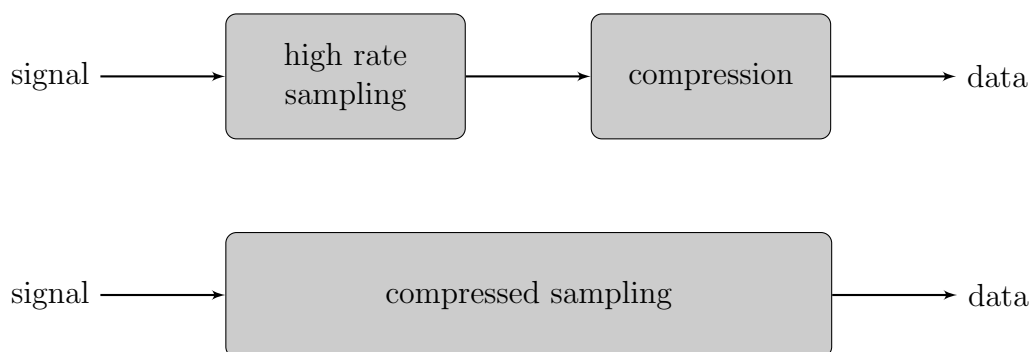 signal
high rate
sampling
compression
data
signal
compressed sampling
data